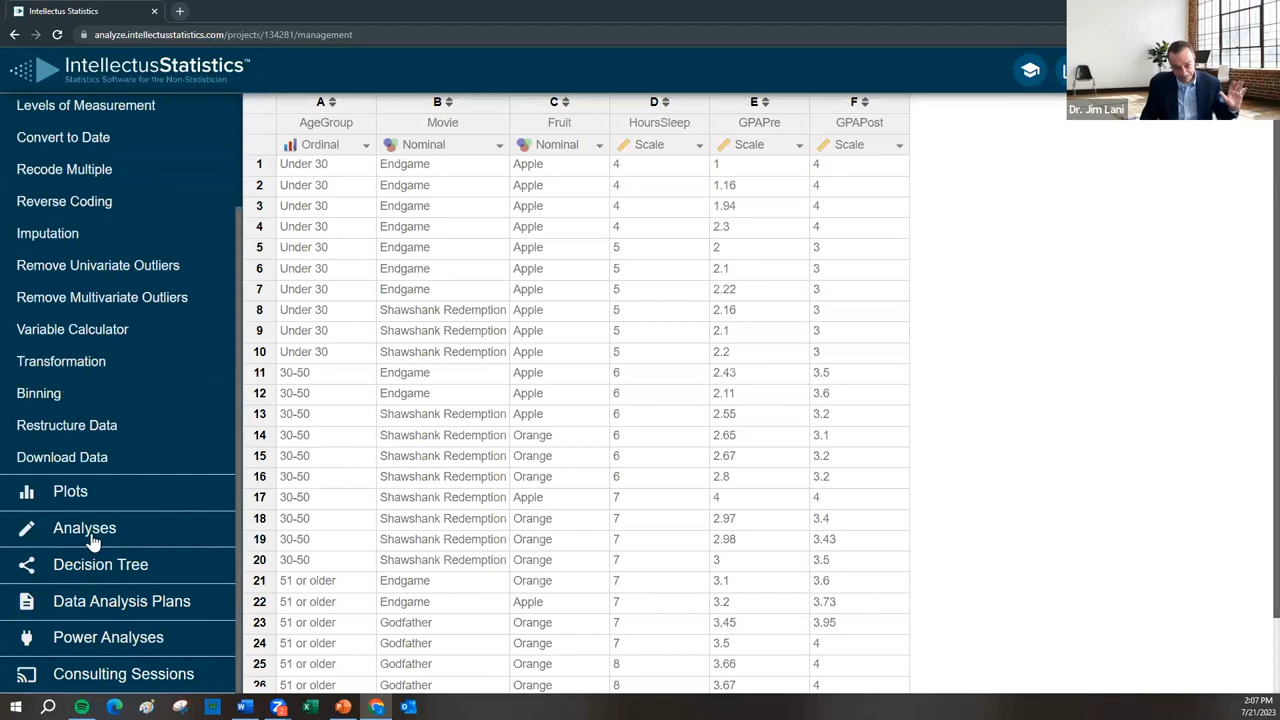 Intellectus Statistics
analyze.intellectusstatistics.com/projects/134281/management
IntellectusStatistics™
Statistics Software for the Non-Statistician
Dr. Jim Lani
Levels of Measurement
Convert to Date
Recode Multiple
Reverse Coding
Imputation
Remove Univariate Outliers
Remove Multivariate Outliers
Variable Calculator
Transformation
Binning
Restructure Data
Download Data
Plots
Analyses
Decision Tree
Data Analysis Plans
Power Analyses
Consulting Sessions
A B C D E F
AgeGroup Movie Fruit HoursSleep GPAPre GPAPost
Ordinal Nominal Nominal Scale Scale Scale
1 Under 30 Endgame Apple 4 1 4
2 Under 30 Endgame Apple 4 1.16 4
3 Under 30 Endgame Apple 4 1.94 4
4 Under 30 Endgame Apple 4 2.3 4
5 Under 30 Endgame Apple 5 2 3
6 Under 30 Endgame Apple 5 2.1 3
7 Under 30 Endgame Apple 5 2.22 3
8 Under 30 Shawshank Redemption Apple 5 2.16 3
9 Under 30 Shawshank Redemption Apple 5 2.1 3
10 Under 30 Shawshank Redemption Apple 5 2.2 3
11 30-50 Endgame Apple 6 2.43 3.5
12 30-50 Endgame Apple 6 2.11 3.6
13 30-50 Shawshank Redemption Apple 6 2.55 3.2
14 30-50 Shawshank Redemption Orange 6 2.65 3.1
15 30-50 Shawshank Redemption Orange 6 2.67 3.2
16 30-50 Shawshank Redemption Orange 6 2.8 3.2
17 30-50 Shawshank Redemption Apple 7 4 4
18 30-50 Shawshank Redemption Orange 7 2.97 3.4
19 30-50 Shawshank Redemption Orange 7 2.98 3.43
20 30-50 Shawshank Redemption Orange 7 3 3.5
21 51 or older Endgame Orange 7 3.1 3.6
22 51 or older Endgame Apple 7 3.2 3.73
23 51 or older Godfather Orange 7 3.45 3.95
24 51 or older Godfather Orange 7 3.5 4
25 51 or older Godfather Orange 8 3.66 4
26 51 or older Godfather Orange 8 3.67 4
2:07 PM
7/21/2023